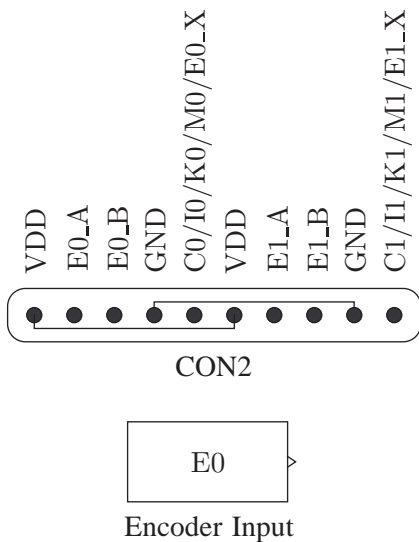 VDD
E0_A
E0_B
GND
C0/I0/K0/M0/E0_X
VDD
E1_A
E1_B
GND
C1/I1/K1/M1/E1_X
CON2
E0
Encoder Input